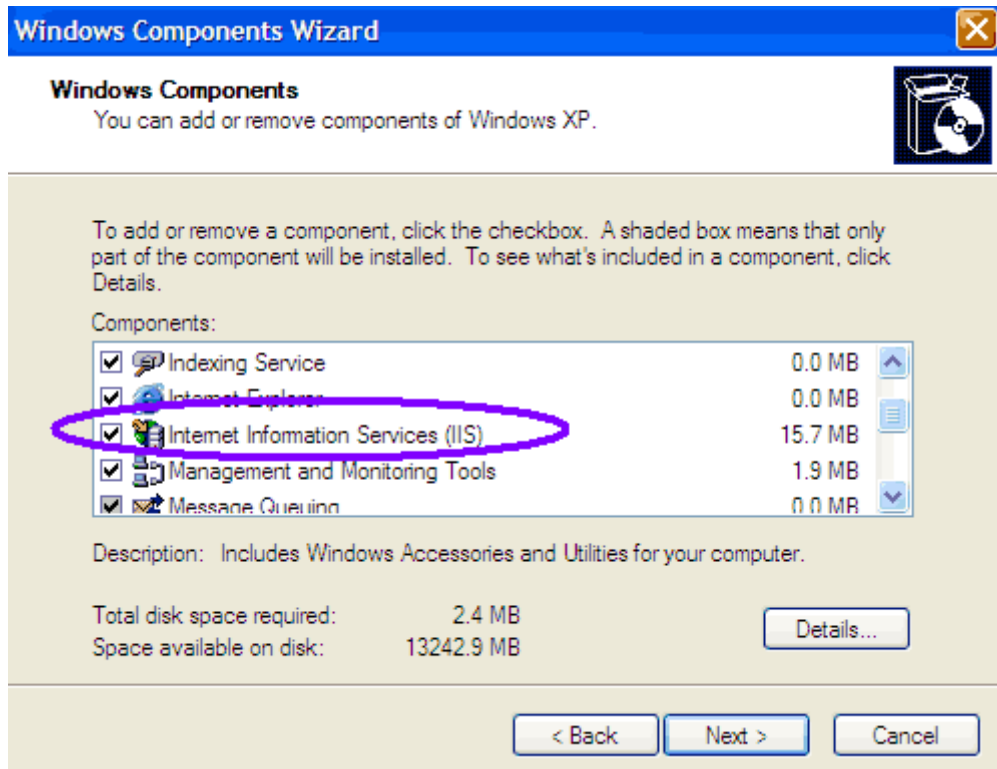 Windows Components Wizard
Windows Components
You can add or remove components of Windows XP.
To add or remove a component, click the checkbox. A shaded box means that only
part of the component will be installed. To see what's included in a component, click
Details.
Components:
Indexing Service 0.0 MB
Internet Explorer 0.0 MB
Internet Information Services (IIS) 15.7 MB
Management and Monitoring Tools 1.9 MB
Message Queuing 0.0 MB
Description: Includes Windows Accessories and Utilities for your computer.
Total disk space required: 2.4 MB
Space available on disk: 13242.9 MB
Details...
< Back Next > Cancel